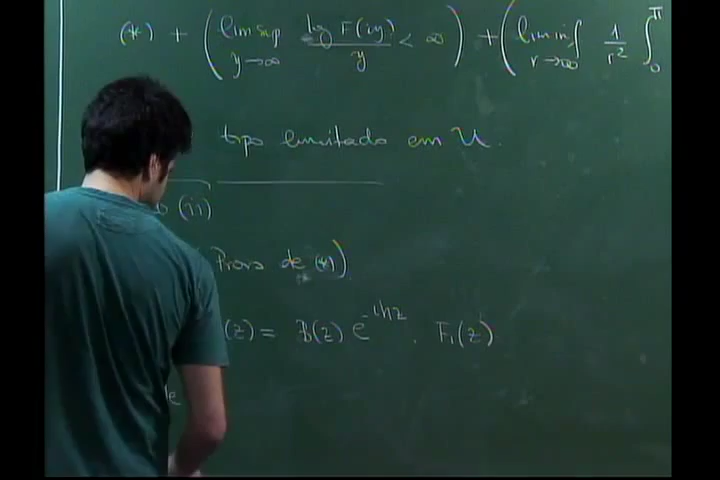 (*) + ( lim sup y→∞ log F(iy) / y < ∞ ) + ( lim inf r→∞ 1/r² ∫₀^π
tipo limitado em U.
(ii)
Prova de (*))
(z) = B(z) e^{-ihz} . F₁(z)